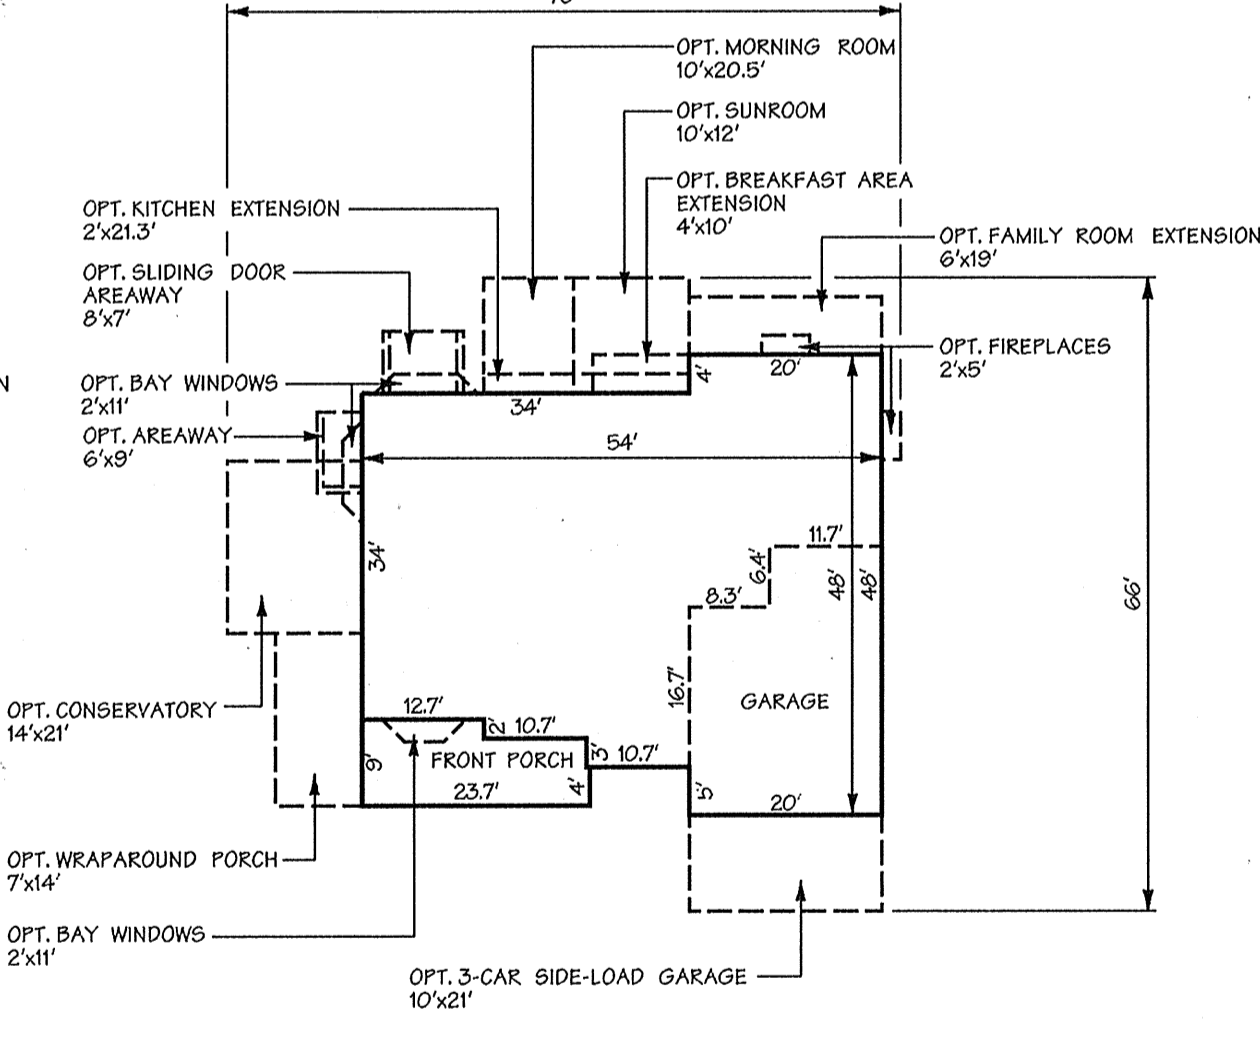 OPT. MORNING ROOM
10'x20.5'
OPT. SUNROOM
10'x12'
OPT. BREAKFAST AREA
EXTENSION
4'x10'
OPT. KITCHEN EXTENSION
2'x21.3'
OPT. FAMILY ROOM EXTENSION
6'x19'
OPT. SLIDING DOOR
AREAWAY
8'x7'
OPT. FIREPLACES
2'x5'
4'
20'
N
OPT. BAY WINDOWS
2'x11'
34'
OPT. AREAWAY
6'x9'
54'
34'
11.7'
6.4'
8.3'
48'
48'
66'
16.7'
GARAGE
OPT. CONSERVATORY
14'x21'
12.7'
2'
10.7'
3'
10.7'
9'
FRONT PORCH
23.7'
4'
5'
20'
OPT. WRAPAROUND PORCH
7'x14'
OPT. BAY WINDOWS
2'x11'
OPT. 3-CAR SIDE-LOAD GARAGE
10'x21'